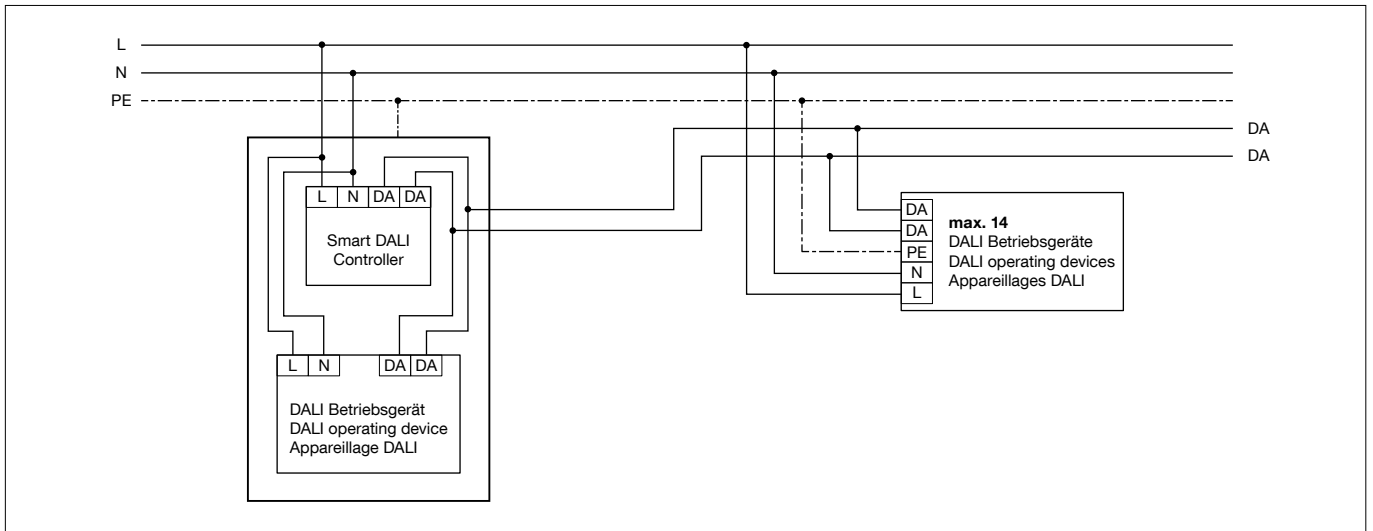 L
N
PE
DA
DA
L N DA DA
Smart DALI
Controller
DA
DA
PE
N
L
max. 14
DALI Betriebsgeräte
DALI operating devices
Appareillages DALI
L N DA DA
DALI Betriebsgerät
DALI operating device
Appareillage DALI